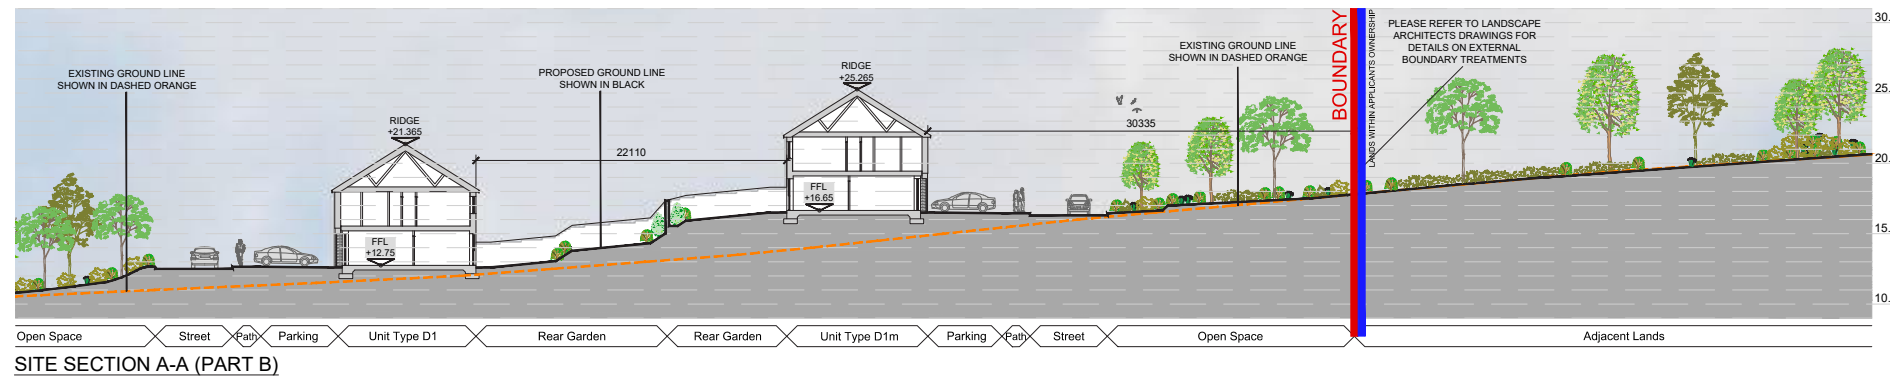 EXISTING GROUND LINE
SHOWN IN DASHED ORANGE
RIDGE
+21.365
PROPOSED GROUND LINE
SHOWN IN BLACK
22110
RIDGE
+25.265
30335
EXISTING GROUND LINE
SHOWN IN DASHED ORANGE
BOUNDARY
LANDS WITHIN APPLICANTS OWNERSHIP
PLEASE REFER TO LANDSCAPE
ARCHITECTS DRAWINGS FOR
DETAILS ON EXTERNAL
BOUNDARY TREATMENTS
30.
25.
20.
15.
10.
FFL
+12.75
FFL
+16.65
Open Space
Street
Path
Parking
Unit Type D1
Rear Garden
Rear Garden
Unit Type D1m
Parking
Path
Street
Open Space
Adjacent Lands
SITE SECTION A-A (PART B)